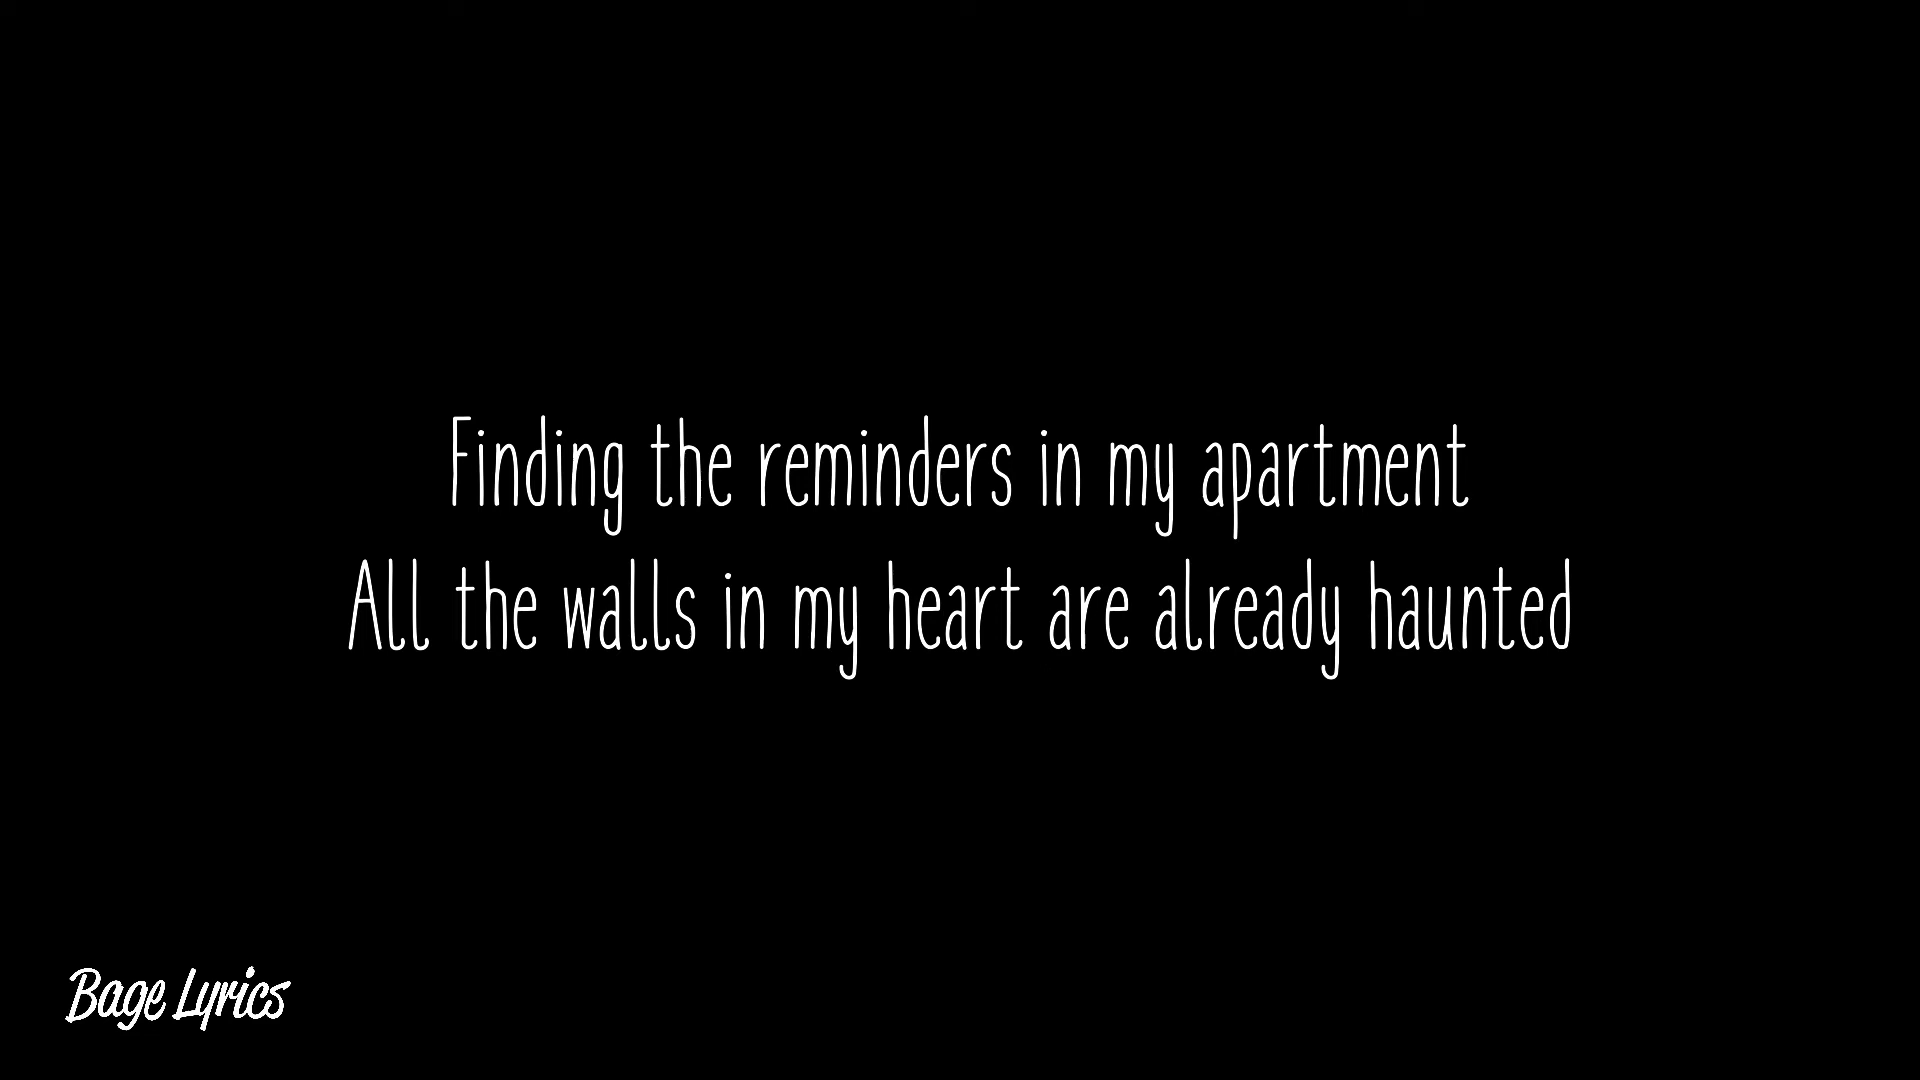 Finding the reminders in my apartment
All the walls in my heart are already haunted
Bage Lyrics